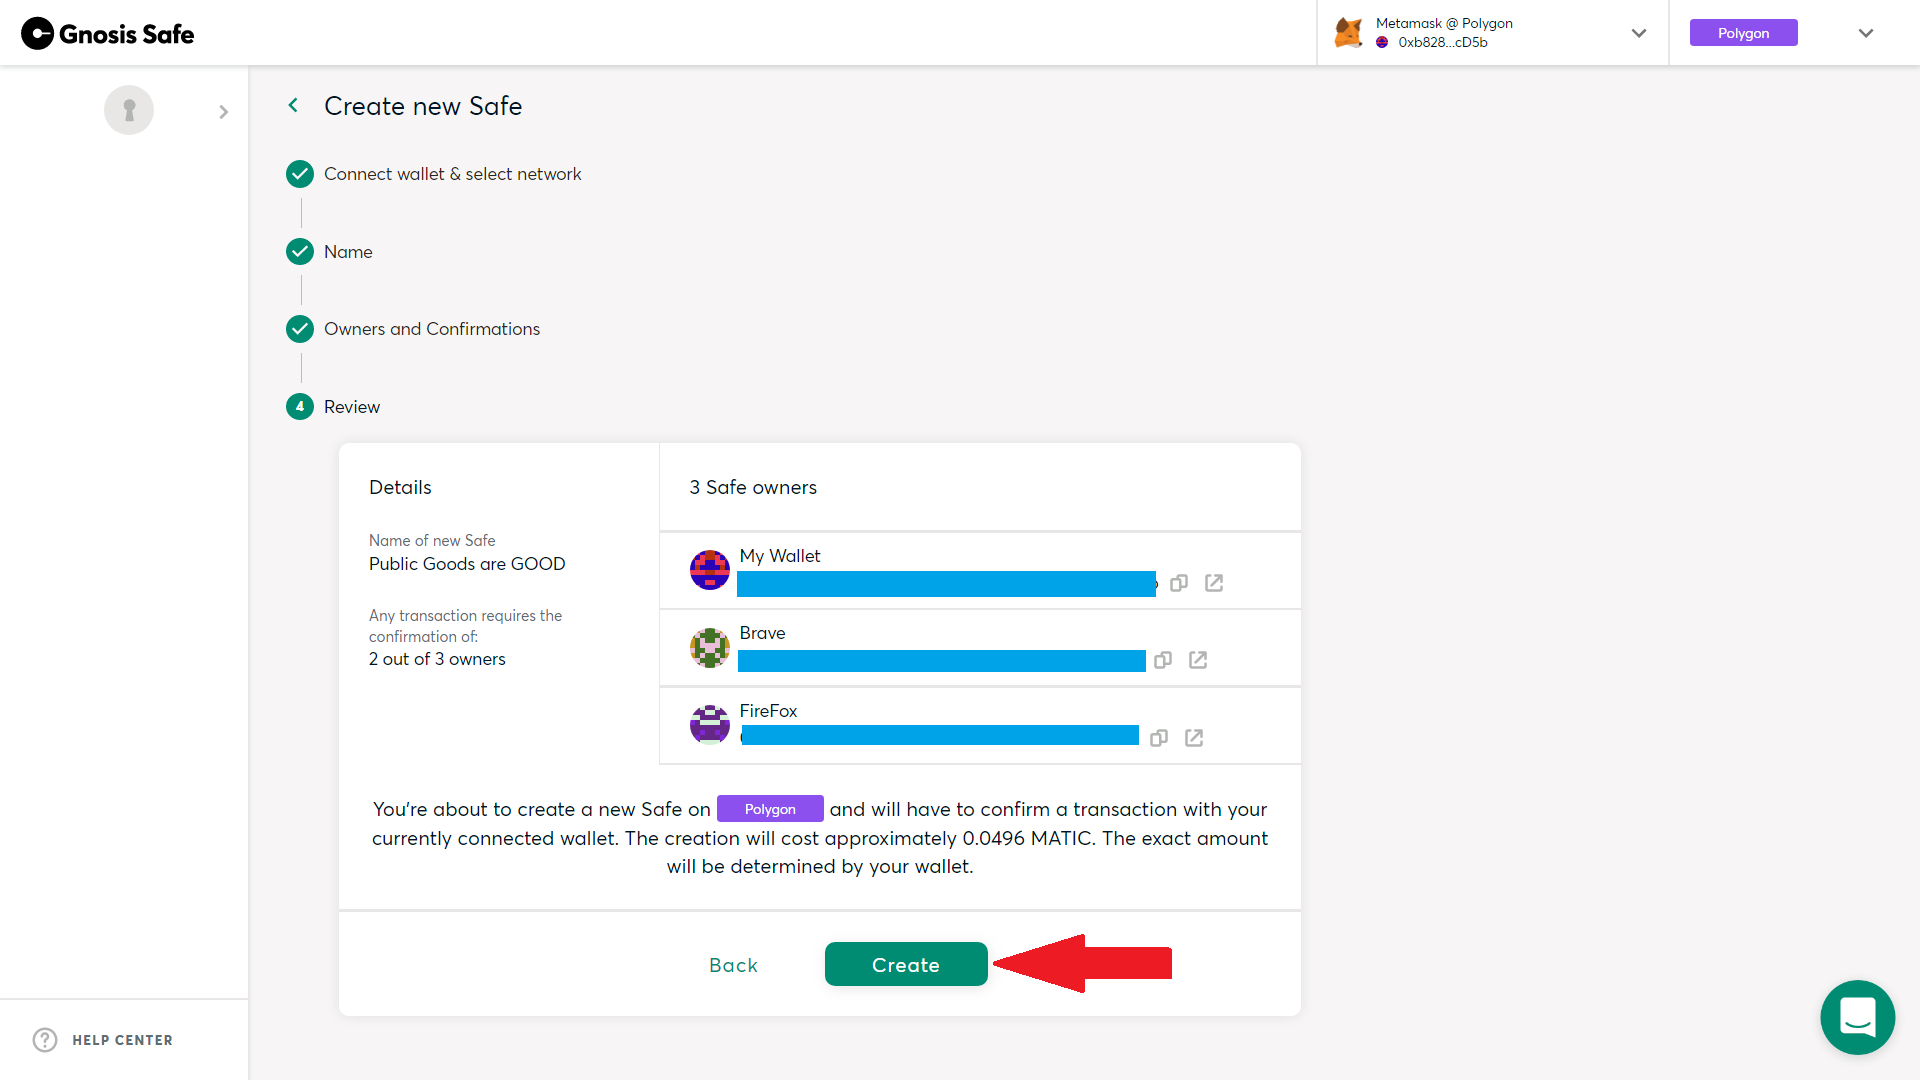 Gnosis Safe
Metamask @ Polygon
0xb828...cD5b
Polygon
Create new Safe
Connect wallet & select network
Name
Owners and Confirmations
4
Review
Details
Name of new Safe
Public Goods are GOOD
Any transaction requires the
confirmation of:
2 out of 3 owners
3 Safe owners
My Wallet
Brave
FireFox
You're about to create a new Safe on Polygon and will have to confirm a transaction with your
currently connected wallet. The creation will cost approximately 0.0496 MATIC. The exact amount
will be determined by your wallet.
Back
Create
? HELP CENTER